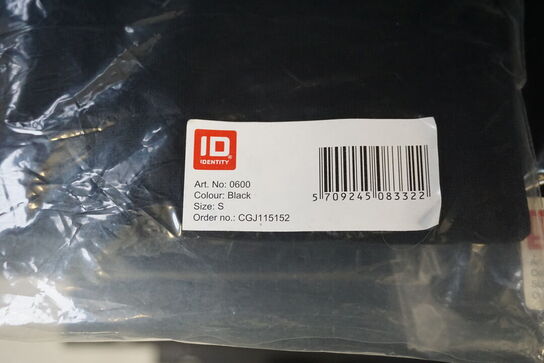 ID
IDENTITY®
Art. No: 0600
Colour: Black
Size: S
Order no.: CGJ115152
5 709245 083322